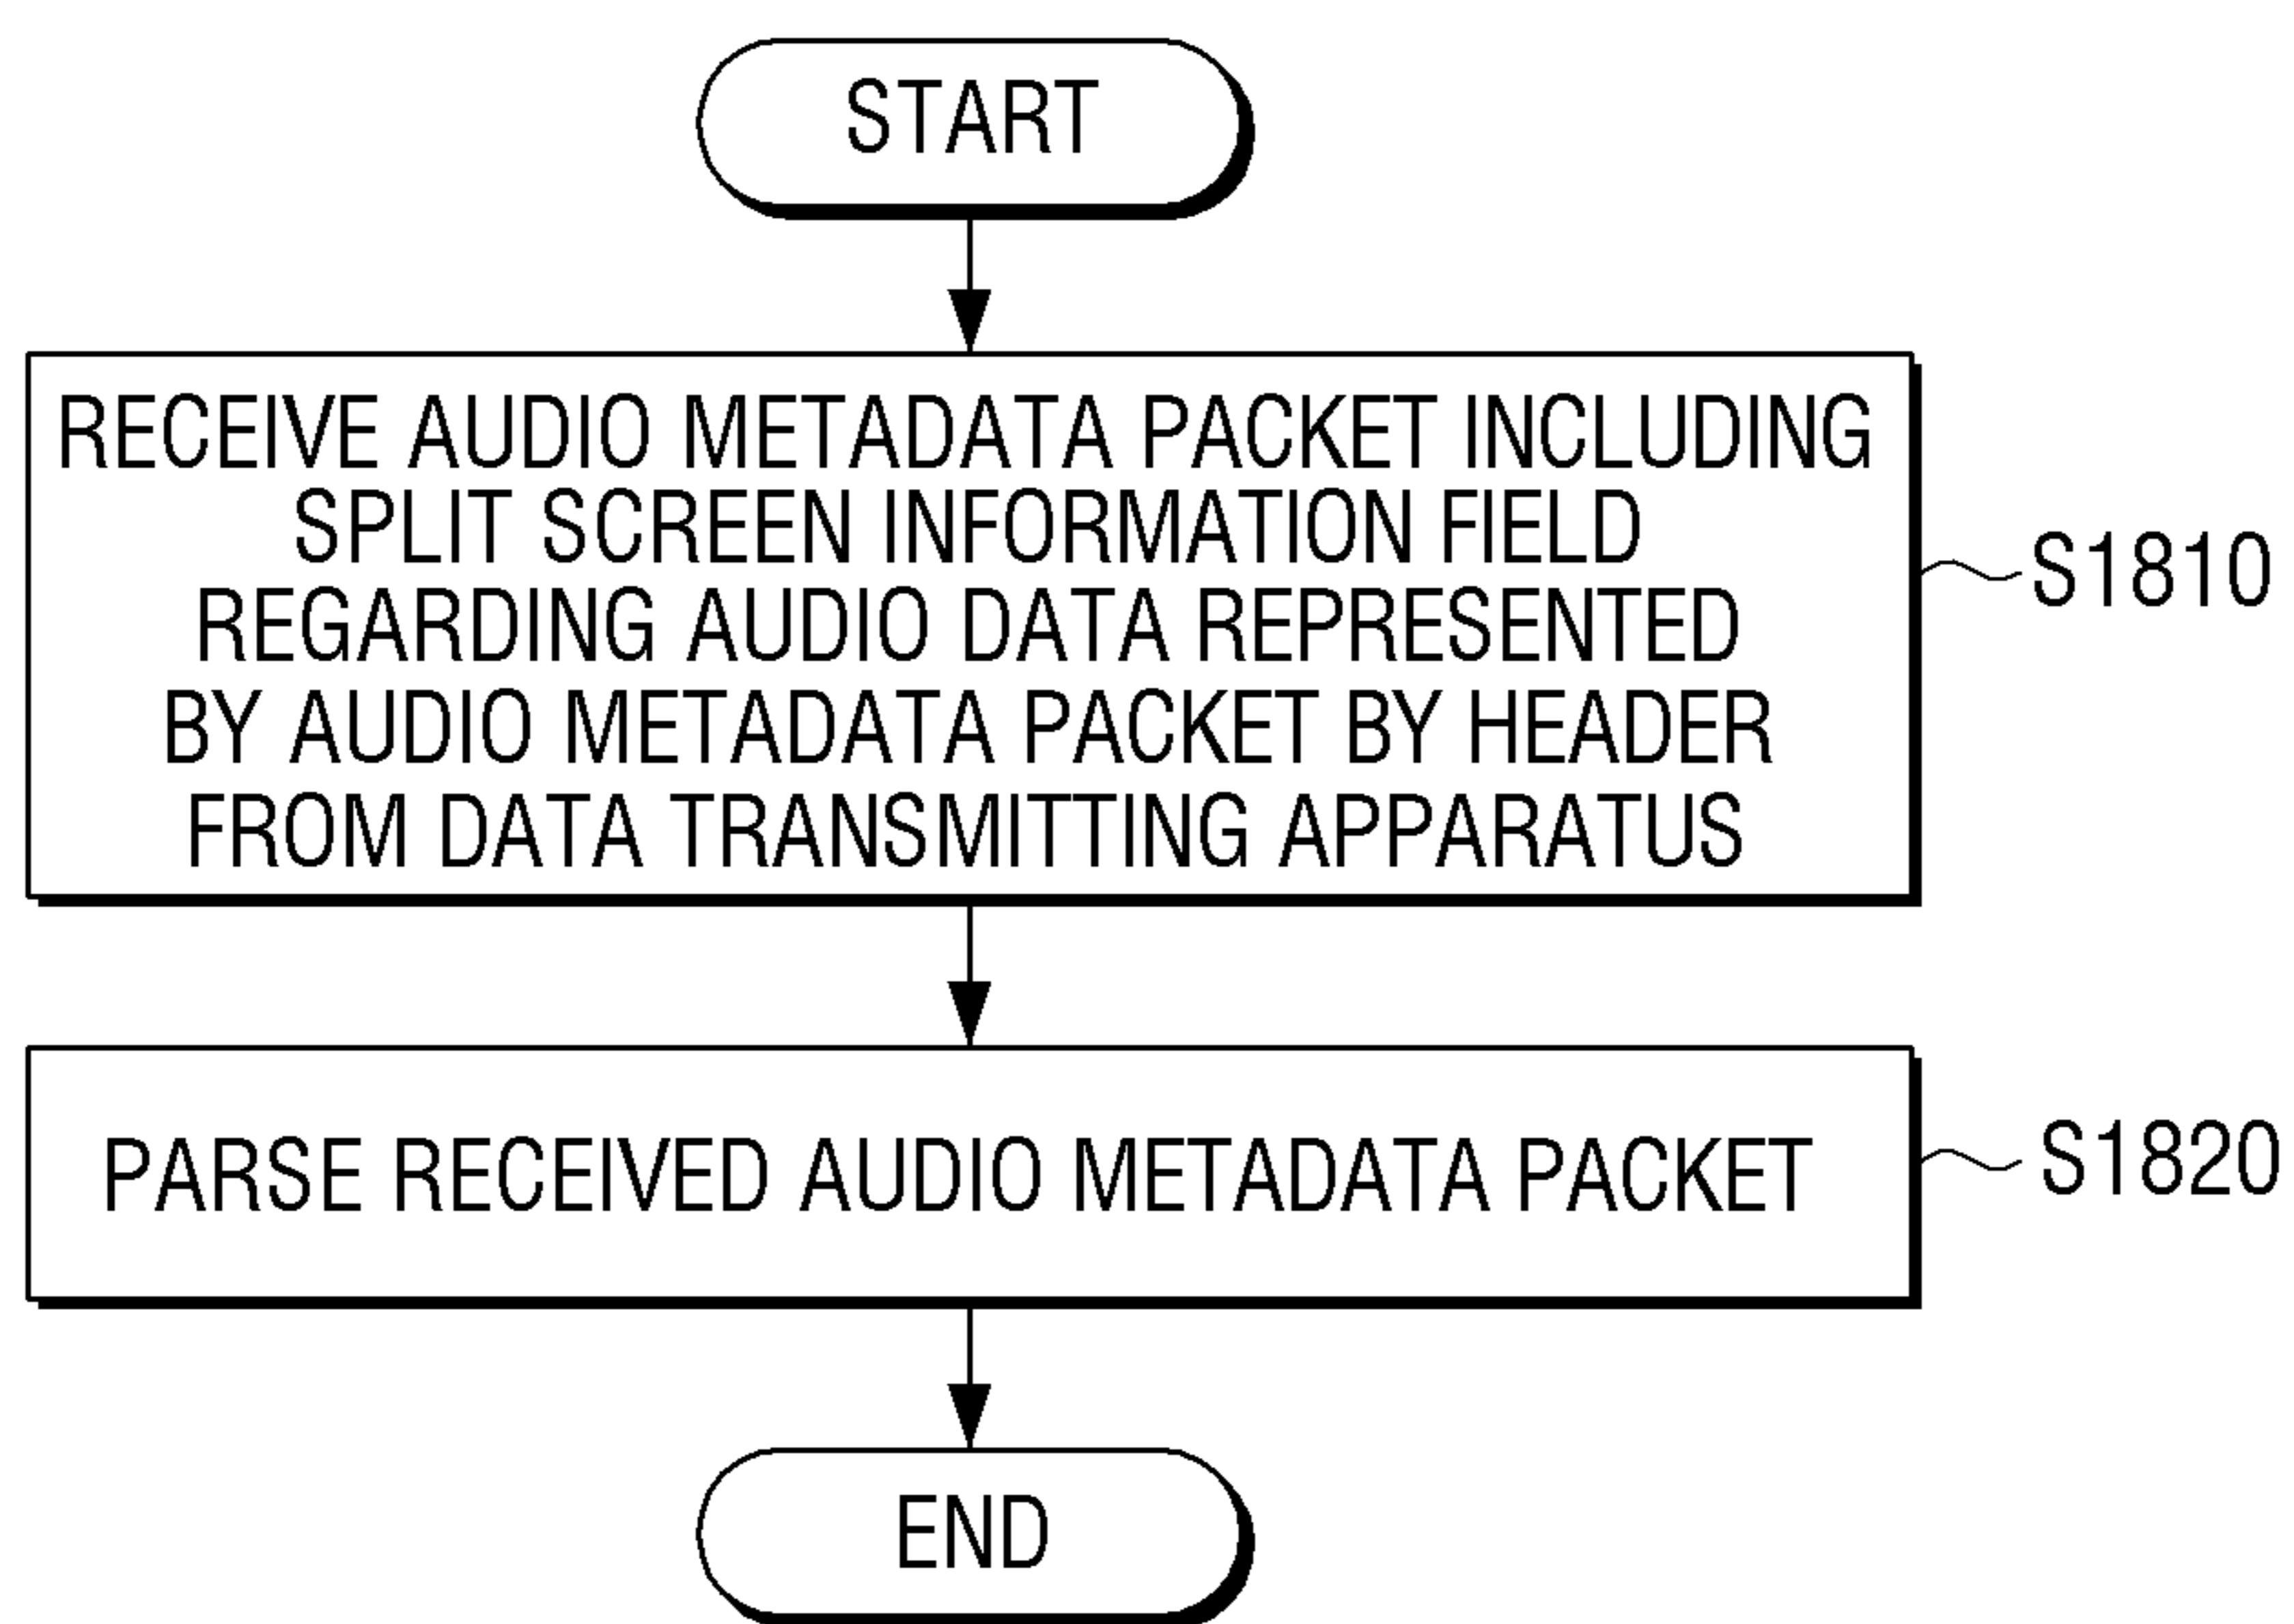 START
RECEIVE AUDIO METADATA PACKET INCLUDING
SPLIT SCREEN INFORMATION FIELD
REGARDING AUDIO DATA REPRESENTED
BY AUDIO METADATA PACKET BY HEADER
FROM DATA TRANSMITTING APPARATUS
S1810
PARSE RECEIVED AUDIO METADATA PACKET
S1820
END